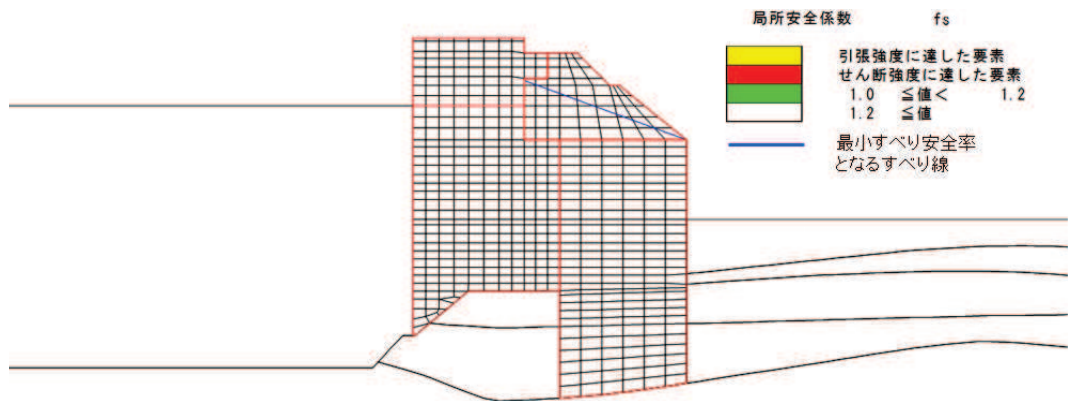 局所安全係数 fs
引張強度に達した要素
せん断強度に達した要素
1.0 ≦値< 1.2
1.2 ≦値
最小すべり安全率
となるすべり線